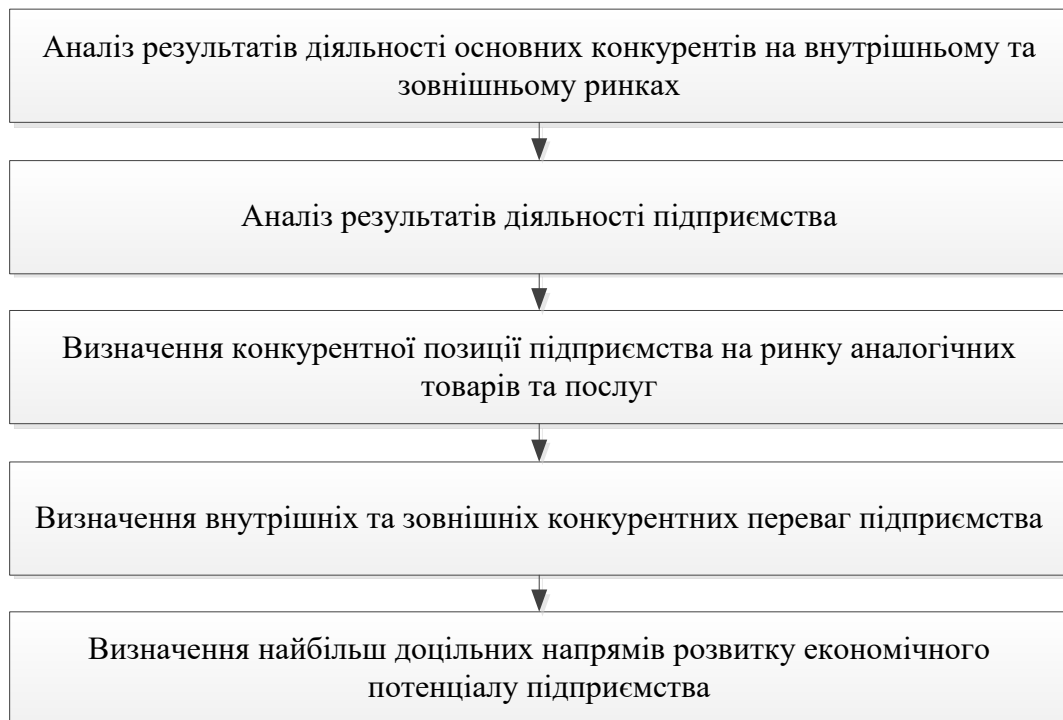 Аналіз результатів діяльності основних конкурентів на внутрішньому та
зовнішньому ринках
Аналіз результатів діяльності підприємства
Визначення конкурентної позиції підприємства на ринку аналогічних
товарів та послуг
Визначення внутрішніх та зовнішніх конкурентних переваг підприємства
Визначення найбільш доцільних напрямів розвитку економічного
потенціалу підприємства